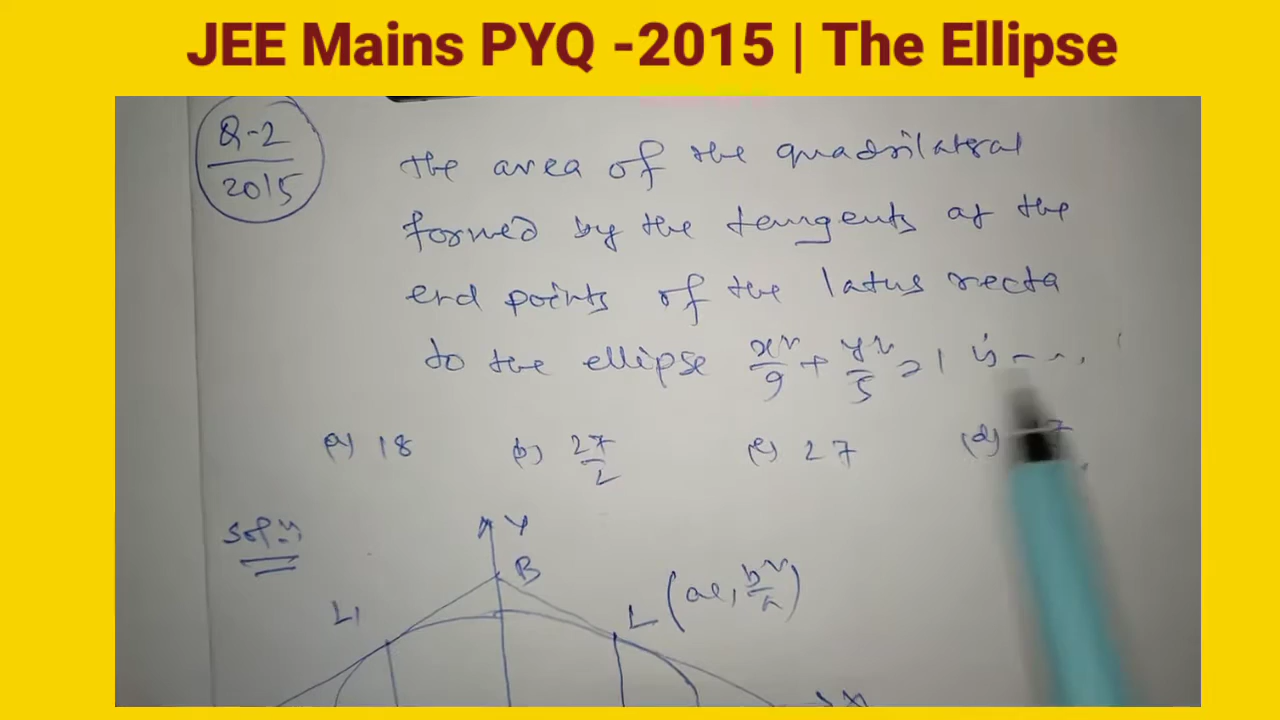 JEE Mains PYQ -2015 | The Ellipse
Q-2
2015
the area of the quadrilateral
formed by the tangents at the
end points of the latus recta
to the ellipse x²/9 + y²/5 = 1 is - - .
(a) 18 (b) 27/2 (c) 27 (d)
Soln:
Y
B
L₁ L (ae, b²/a)
X